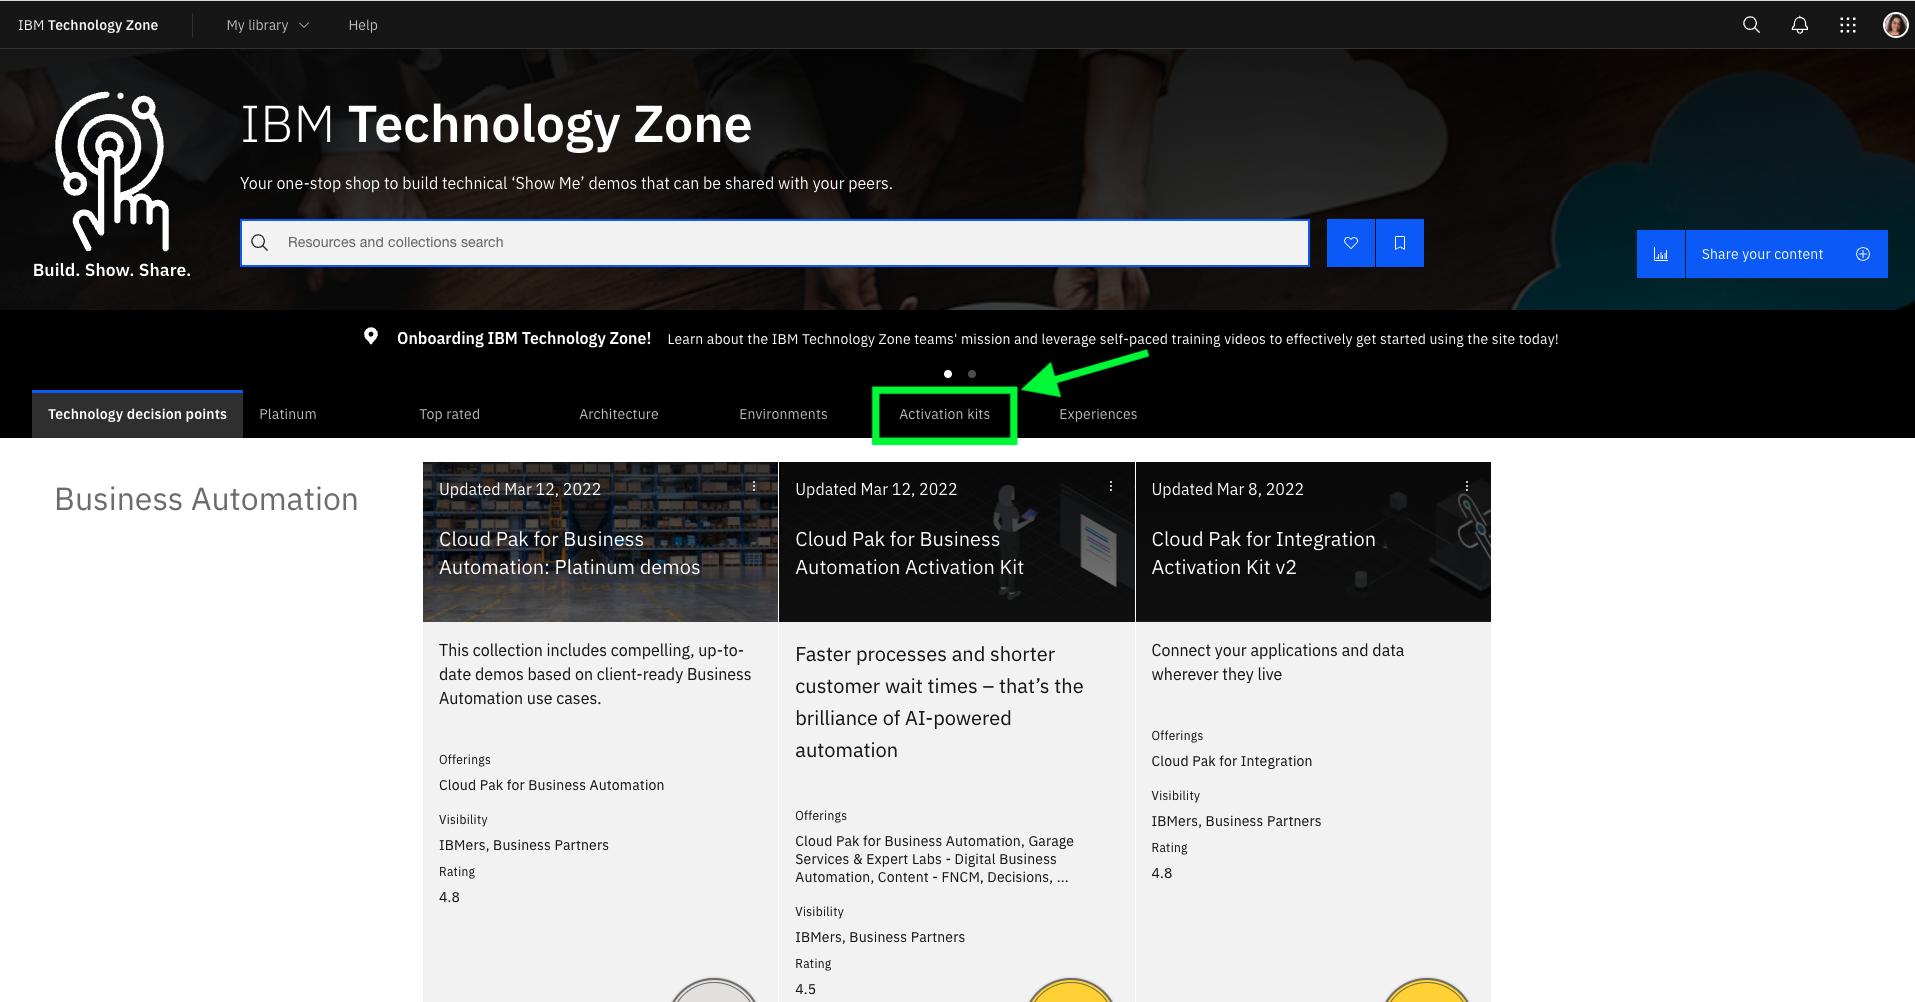 IBM Technology Zone
My library
Help
IBM Technology Zone
Your one-stop shop to build technical ‘Show Me’ demos that can be shared with your peers.
Resources and collections search
Build. Show. Share.
Share your content
Onboarding IBM Technology Zone! Learn about the IBM Technology Zone teams' mission and leverage self-paced training videos to effectively get started using the site today!
Technology decision points
Platinum
Top rated
Architecture
Environments
Activation kits
Experiences
Business Automation
Updated Mar 12, 2022
Cloud Pak for Business
Automation: Platinum demos
This collection includes compelling, up-to-
date demos based on client-ready Business
Automation use cases.
Offerings
Cloud Pak for Business Automation
Visibility
IBMers, Business Partners
Rating
4.8
Updated Mar 12, 2022
Cloud Pak for Business
Automation Activation Kit
Faster processes and shorter
customer wait times – that’s the
brilliance of AI-powered
automation
Offerings
Cloud Pak for Business Automation, Garage
Services & Expert Labs - Digital Business
Automation, Content - FNCM, Decisions, ...
Visibility
IBMers, Business Partners
Rating
4.5
Updated Mar 8, 2022
Cloud Pak for Integration
Activation Kit v2
Connect your applications and data
wherever they live
Offerings
Cloud Pak for Integration
Visibility
IBMers, Business Partners
Rating
4.8